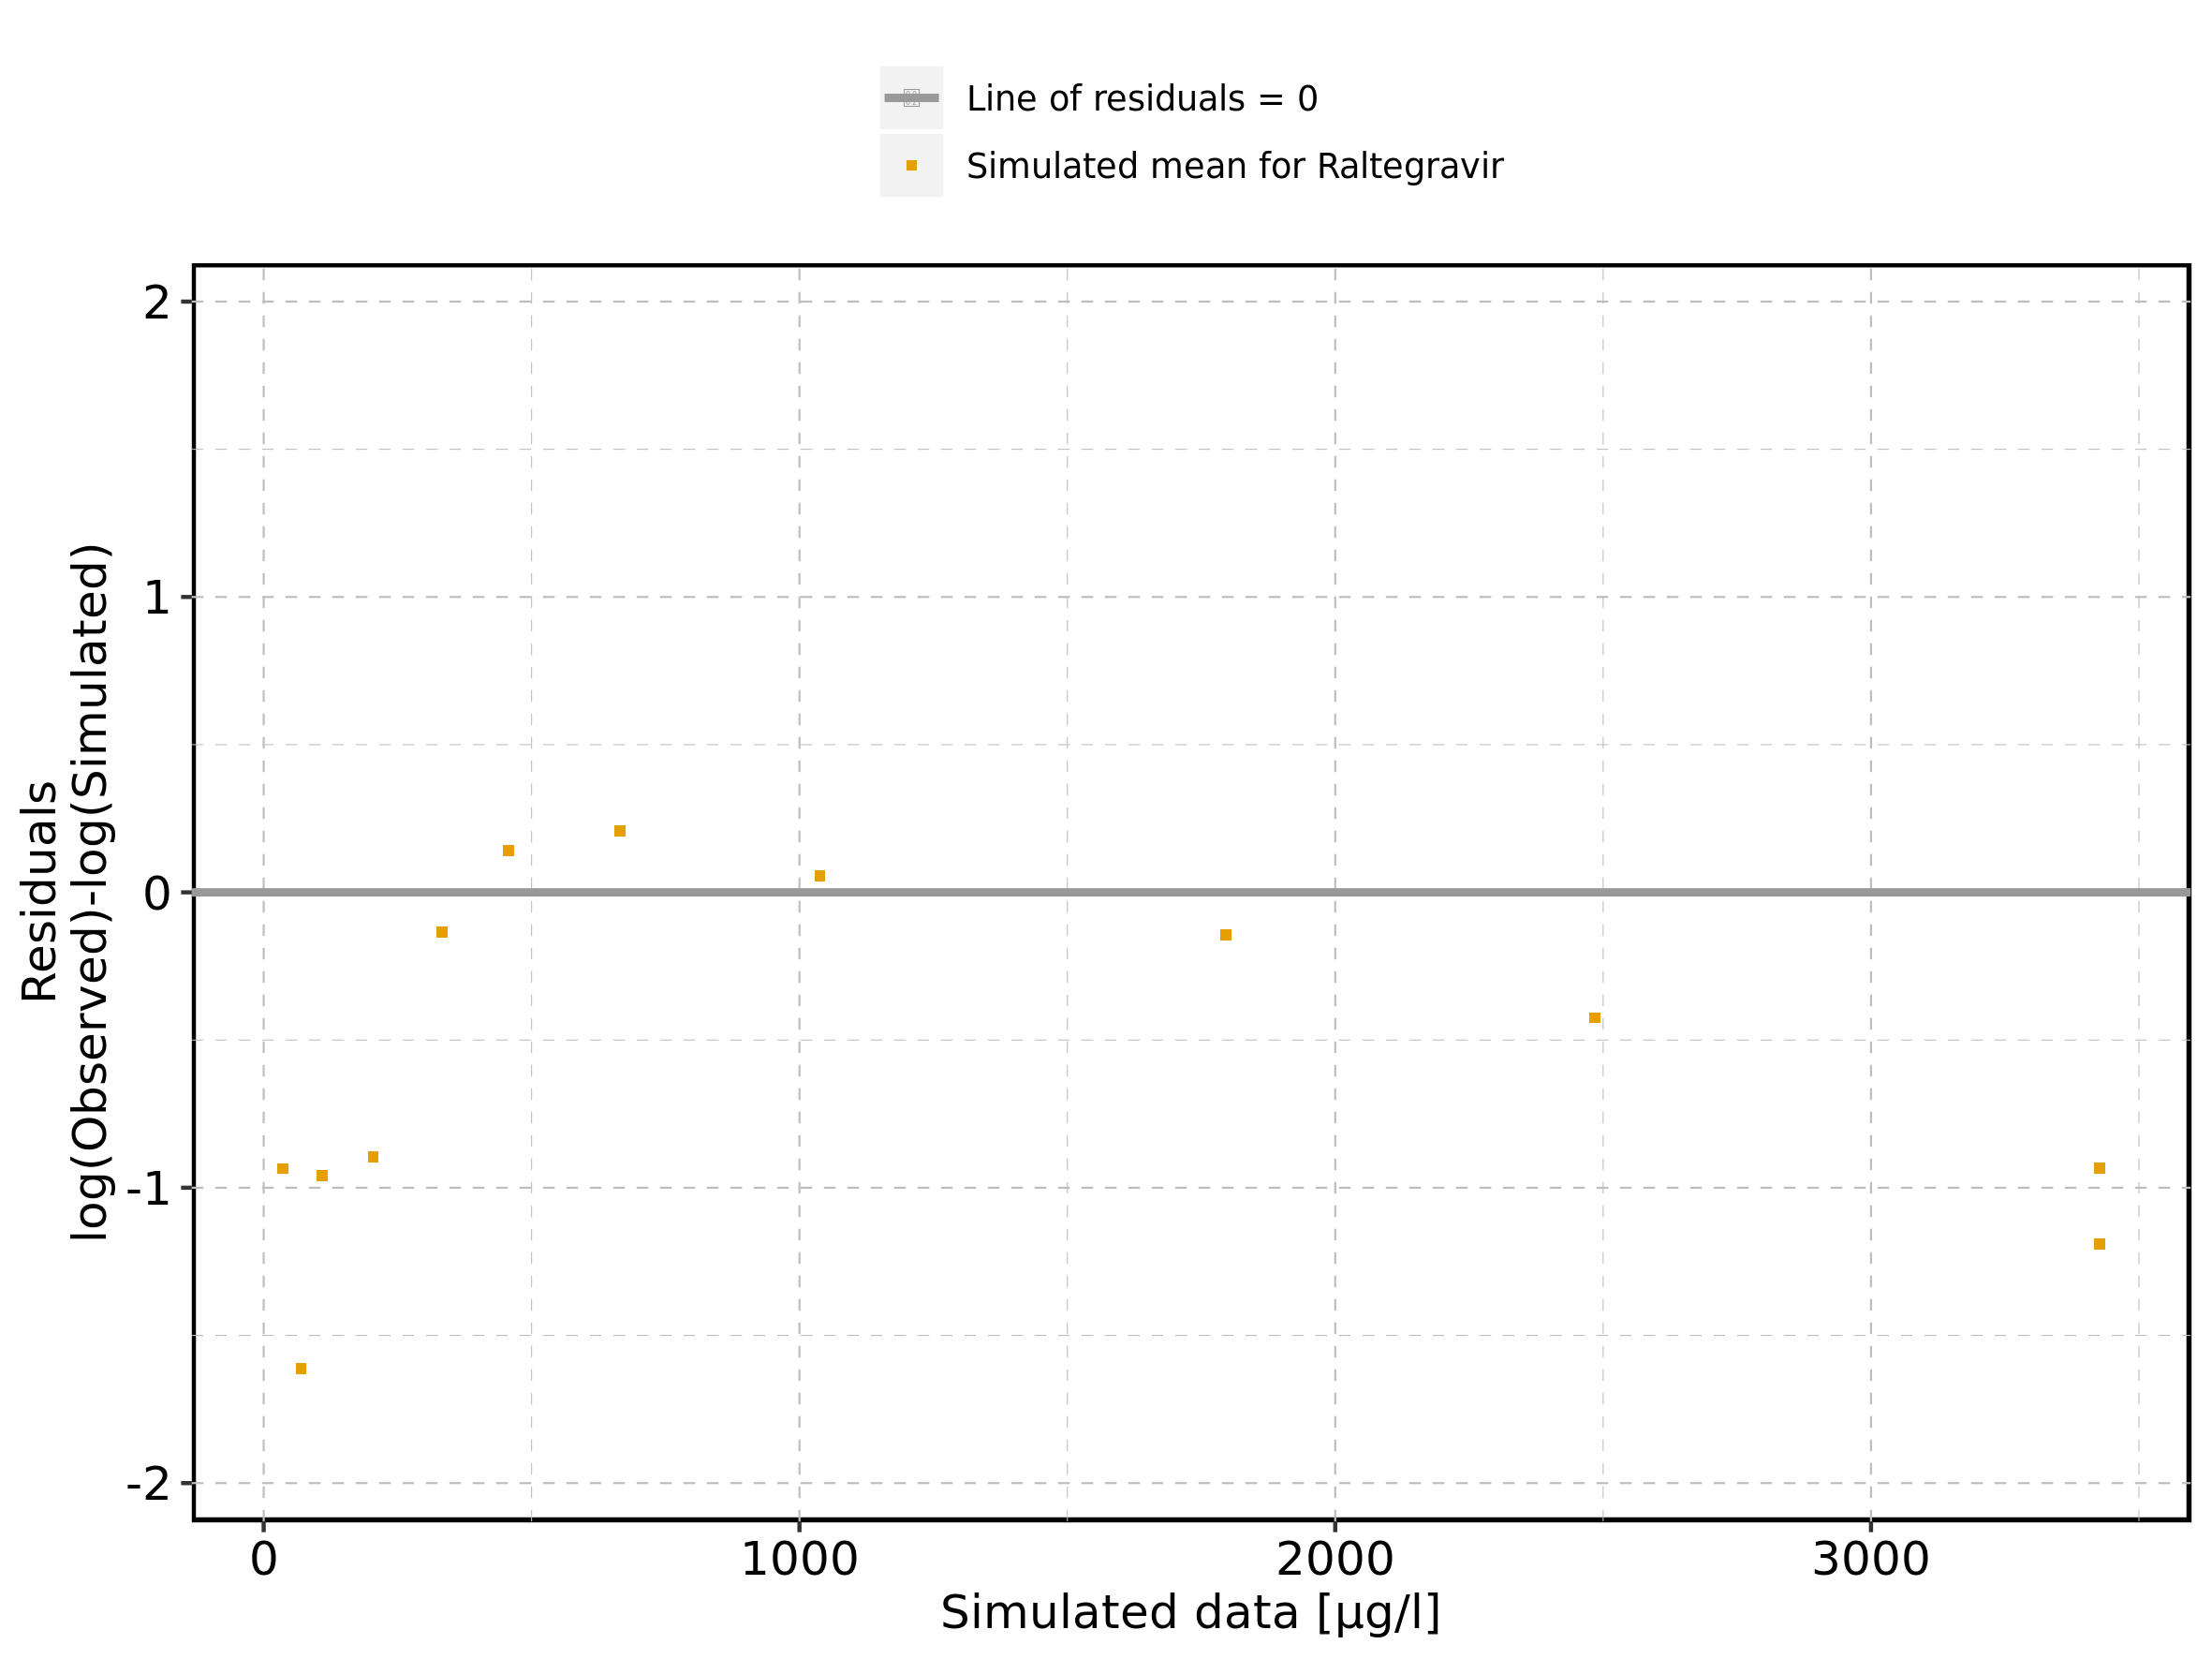 Line of residuals = 0
Simulated mean for Raltegravir
Residuals
log(Observed)-log(Simulated)
2
1
0
-1
-2
0 1000 2000 3000
Simulated data [µg/l]